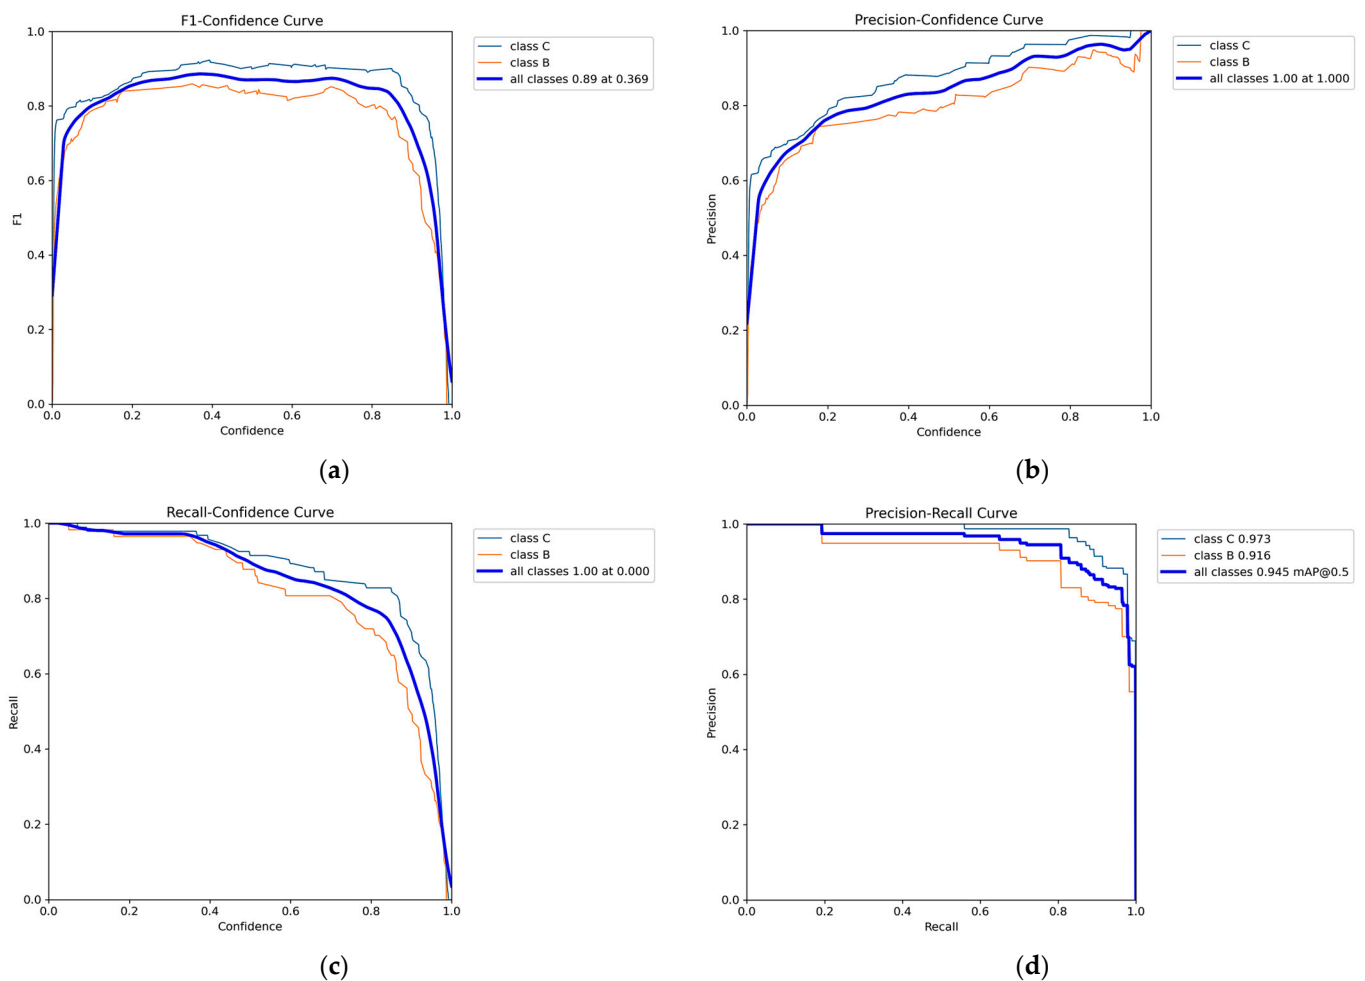 F1-Confidence Curve
1.0
0.8
0.6
0.4
0.2
0.0
F1
0.0 0.2 0.4 0.6 0.8 1.0
Confidence
class C
class B
all classes 0.89 at 0.369
(a)
Precision-Confidence Curve
1.0
0.8
0.6
0.4
0.2
0.0
Precision
0.0 0.2 0.4 0.6 0.8 1.0
Confidence
class C
class B
all classes 1.00 at 1.000
(b)
Recall-Confidence Curve
1.0
0.8
0.6
0.4
0.2
0.0
Recall
0.0 0.2 0.4 0.6 0.8 1.0
Confidence
class C
class B
all classes 1.00 at 0.000
(c)
Precision-Recall Curve
1.0
0.8
0.6
0.4
0.2
0.0
Precision
0.0 0.2 0.4 0.6 0.8 1.0
Recall
class C 0.973
class B 0.916
all classes 0.945 mAP@0.5
(d)